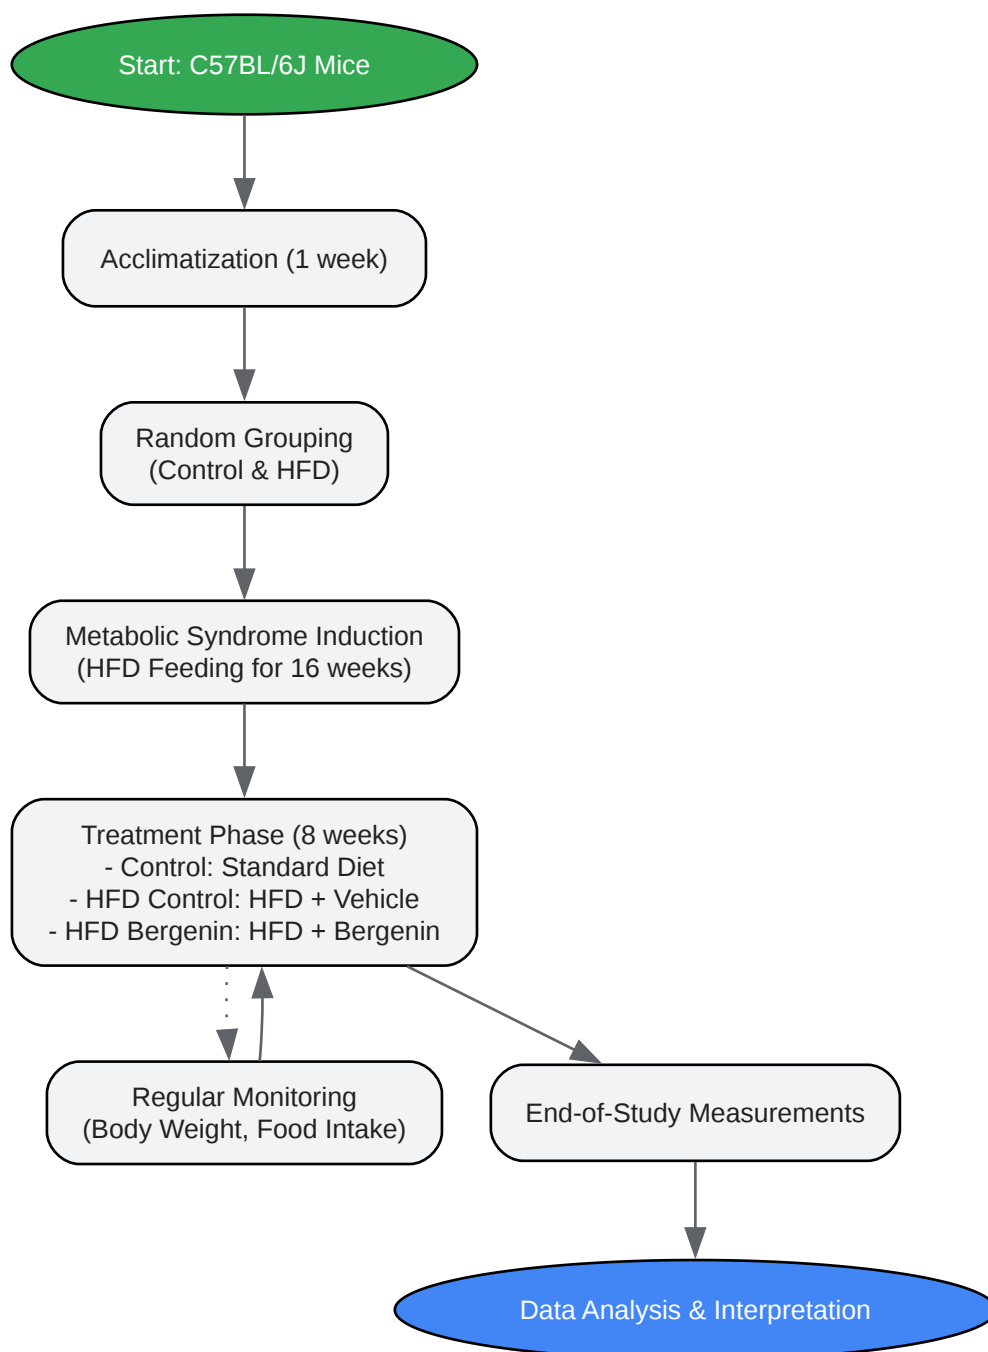 Start: C57BL/6J Mice
Acclimatization (1 week)
Random Grouping
(Control & HFD)
Metabolic Syndrome Induction
(HFD Feeding for 16 weeks)
Treatment Phase (8 weeks)
- Control: Standard Diet
- HFD Control: HFD + Vehicle
- HFD Bergenin: HFD + Bergenin
Regular Monitoring
(Body Weight, Food Intake)
End-of-Study Measurements
Data Analysis & Interpretation